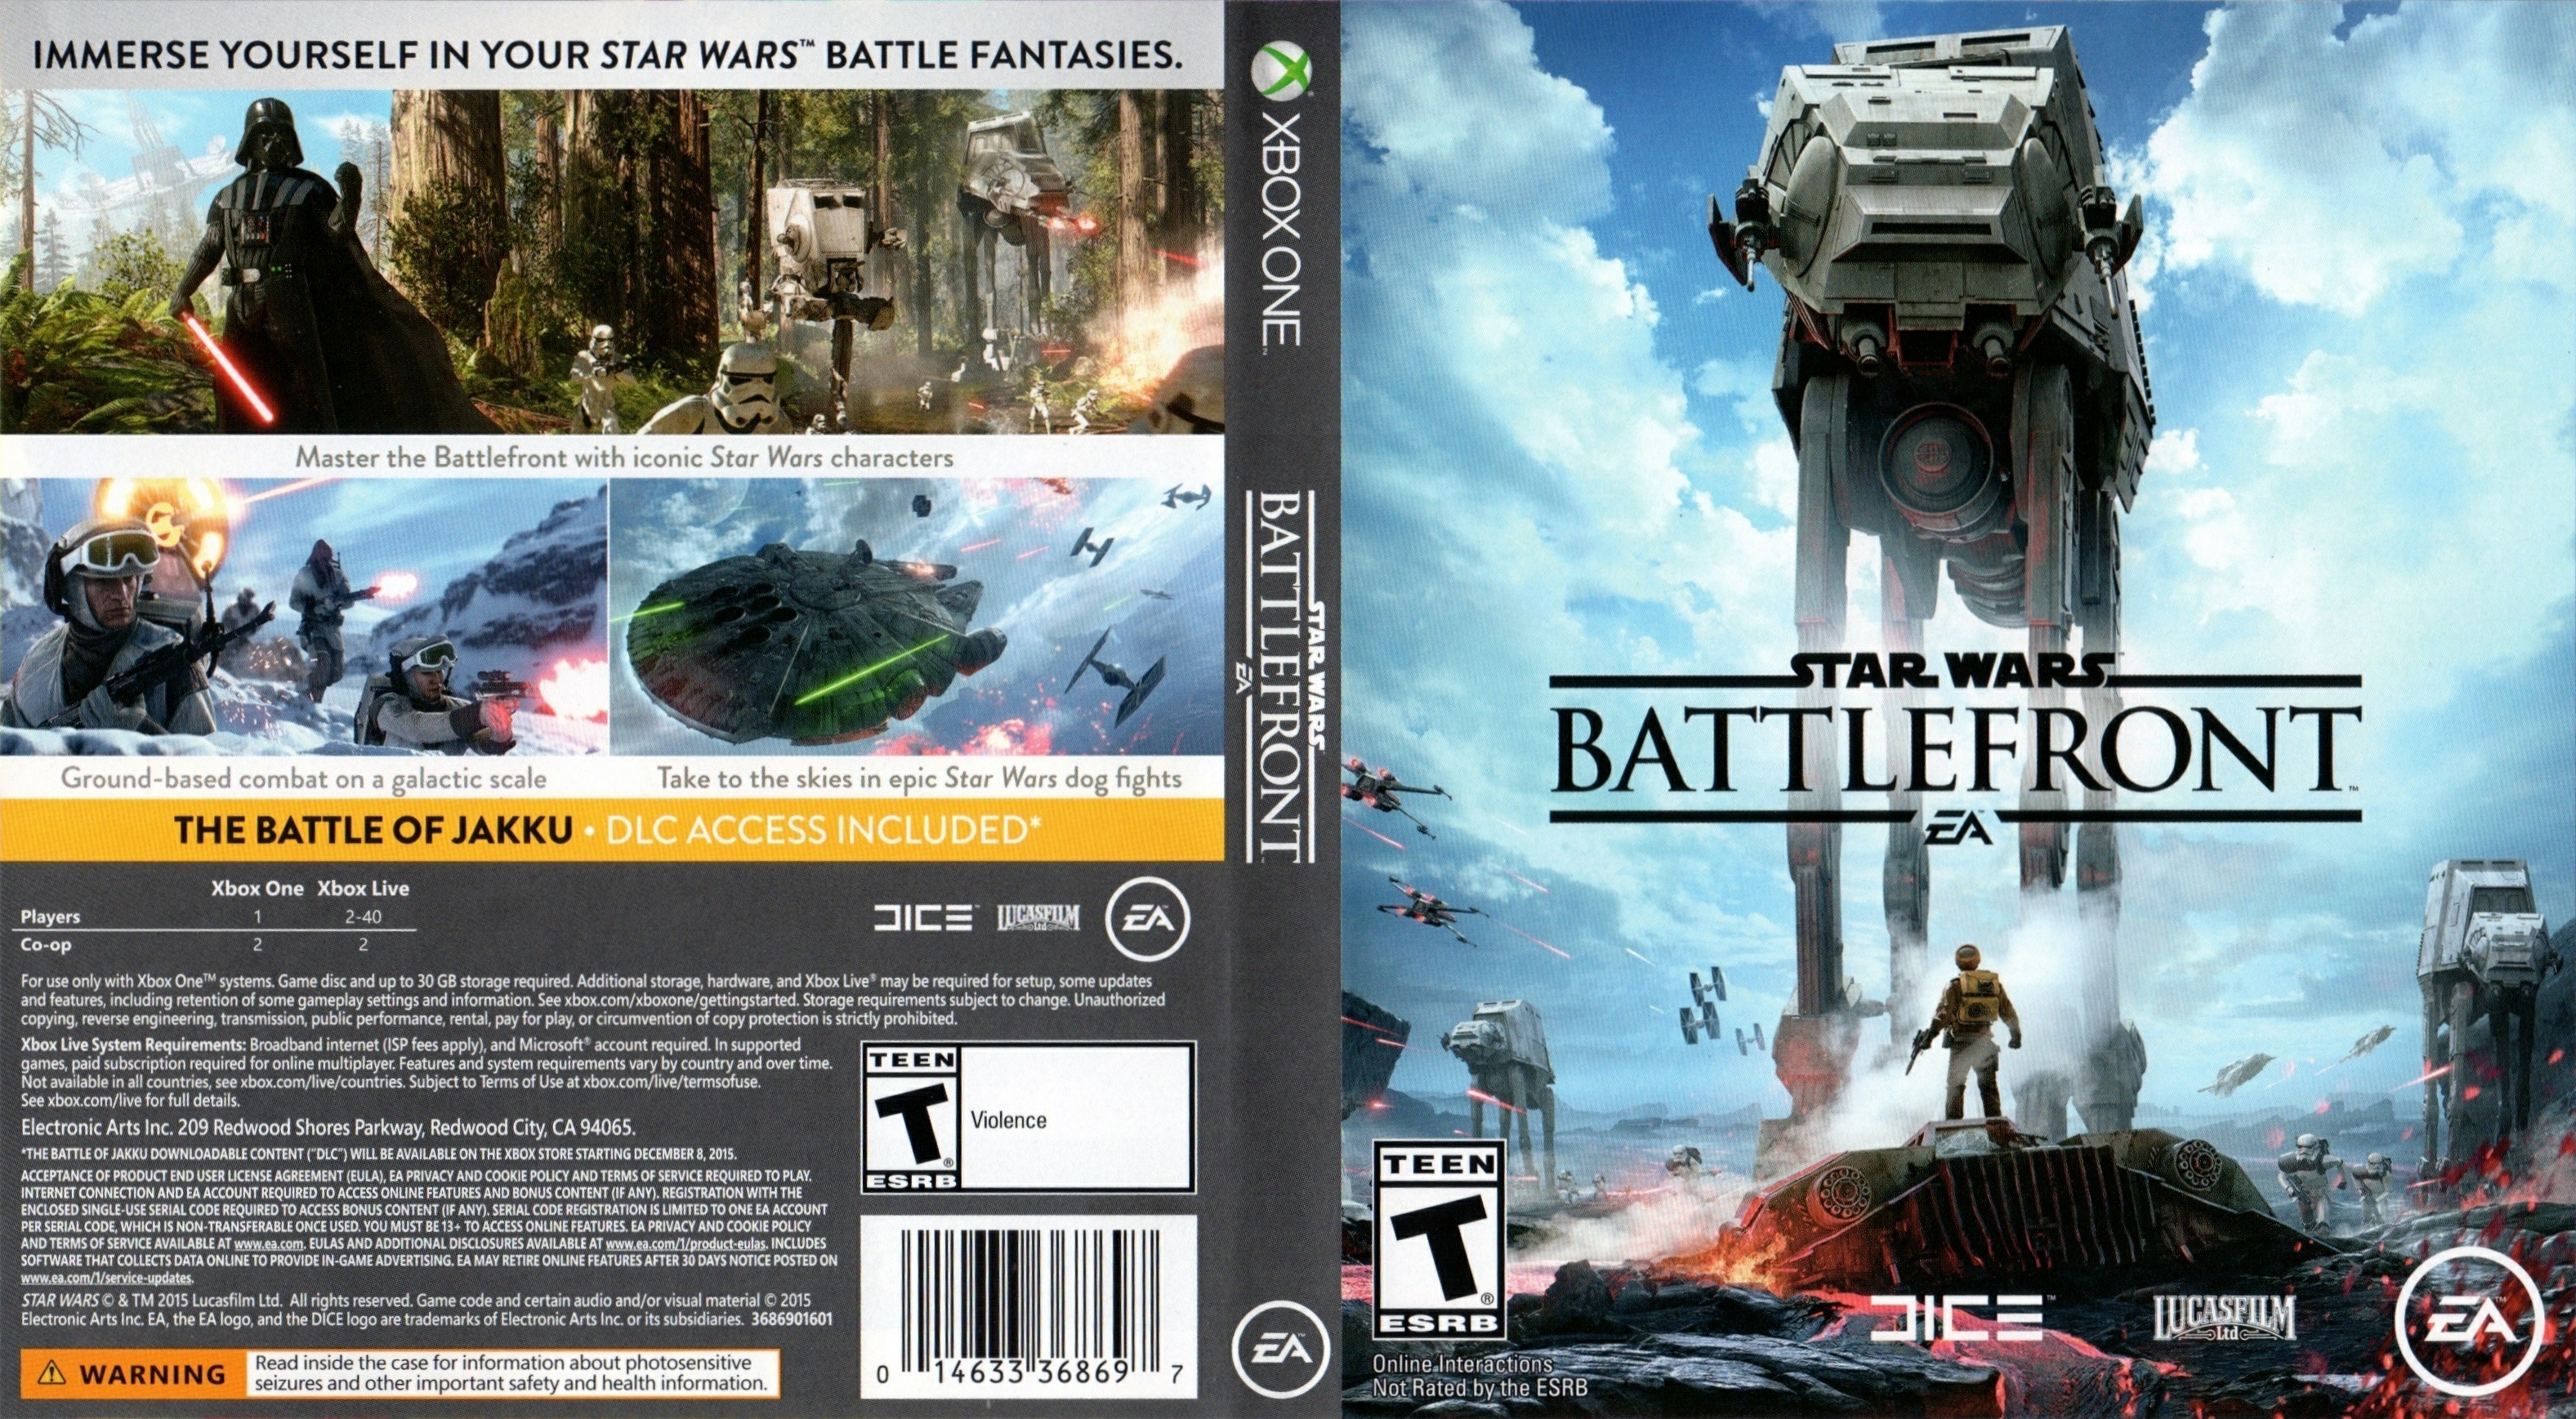 IMMERSE YOURSELF IN YOUR STAR WARS™ BATTLE FANTASIES.
Master the Battlefront with iconic Star Wars characters
Ground-based combat on a galactic scale
Take to the skies in epic Star Wars dog fights
THE BATTLE OF JAKKU • DLC ACCESS INCLUDED*
Xbox One Xbox Live
Players 1 2-40
Co-op 2 2
DICE™ LUCASFILM Ltd EA
For use only with Xbox One™ systems. Game disc and up to 30 GB storage required. Additional storage, hardware, and Xbox Live® may be required for setup, some updates
and features, including retention of some gameplay settings and information. See xbox.com/xboxone/gettingstarted. Storage requirements subject to change. Unauthorized
copying, reverse engineering, transmission, public performance, rental, pay for play, or circumvention of copy protection is strictly prohibited.
Xbox Live System Requirements: Broadband internet (ISP fees apply), and Microsoft® account required. In supported
games, paid subscription required for online multiplayer. Features and system requirements vary by country and over time.
Not available in all countries, see xbox.com/live/countries. Subject to Terms of Use at xbox.com/live/termsofuse.
See xbox.com/live for full details.
Electronic Arts Inc. 209 Redwood Shores Parkway, Redwood City, CA 94065.
*THE BATTLE OF JAKKU DOWNLOADABLE CONTENT ("DLC") WILL BE AVAILABLE ON THE XBOX STORE STARTING DECEMBER 8, 2015.
ACCEPTANCE OF PRODUCT END USER LICENSE AGREEMENT (EULA), EA PRIVACY AND COOKIE POLICY AND TERMS OF SERVICE REQUIRED TO PLAY.
INTERNET CONNECTION AND EA ACCOUNT REQUIRED TO ACCESS ONLINE FEATURES AND BONUS CONTENT (IF ANY). REGISTRATION WITH THE
ENCLOSED SINGLE-USE SERIAL CODE REQUIRED TO ACCESS BONUS CONTENT (IF ANY). SERIAL CODE REGISTRATION IS LIMITED TO ONE EA ACCOUNT
PER SERIAL CODE, WHICH IS NON-TRANSFERABLE ONCE USED. YOU MUST BE 13+ TO ACCESS ONLINE FEATURES. EA PRIVACY AND COOKIE POLICY
AND TERMS OF SERVICE AVAILABLE AT www.ea.com. EULAS AND ADDITIONAL DISCLOSURES AVAILABLE AT www.ea.com/1/product-eulas. INCLUDES
SOFTWARE THAT COLLECTS DATA ONLINE TO PROVIDE IN-GAME ADVERTISING. EA MAY RETIRE ONLINE FEATURES AFTER 30 DAYS NOTICE POSTED ON
www.ea.com/1/service-updates.
STAR WARS © & TM 2015 Lucasfilm Ltd. All rights reserved. Game code and certain audio and/or visual material © 2015
Electronic Arts Inc. EA, the EA logo, and the DICE logo are trademarks of Electronic Arts Inc. or its subsidiaries. 3686901601
WARNING
Read inside the case for information about photosensitive
seizures and other important safety and health information.
TEEN
T®
ESRB
Violence
0 14633 36869 7
XBOX ONE™
STAR WARS
BATTLEFRONT
EA
EA
STAR WARS
BATTLEFRONT™
EA
TEEN
T®
ESRB
Online Interactions
Not Rated by the ESRB
DICE™
LUCASFILM
Ltd
EA™